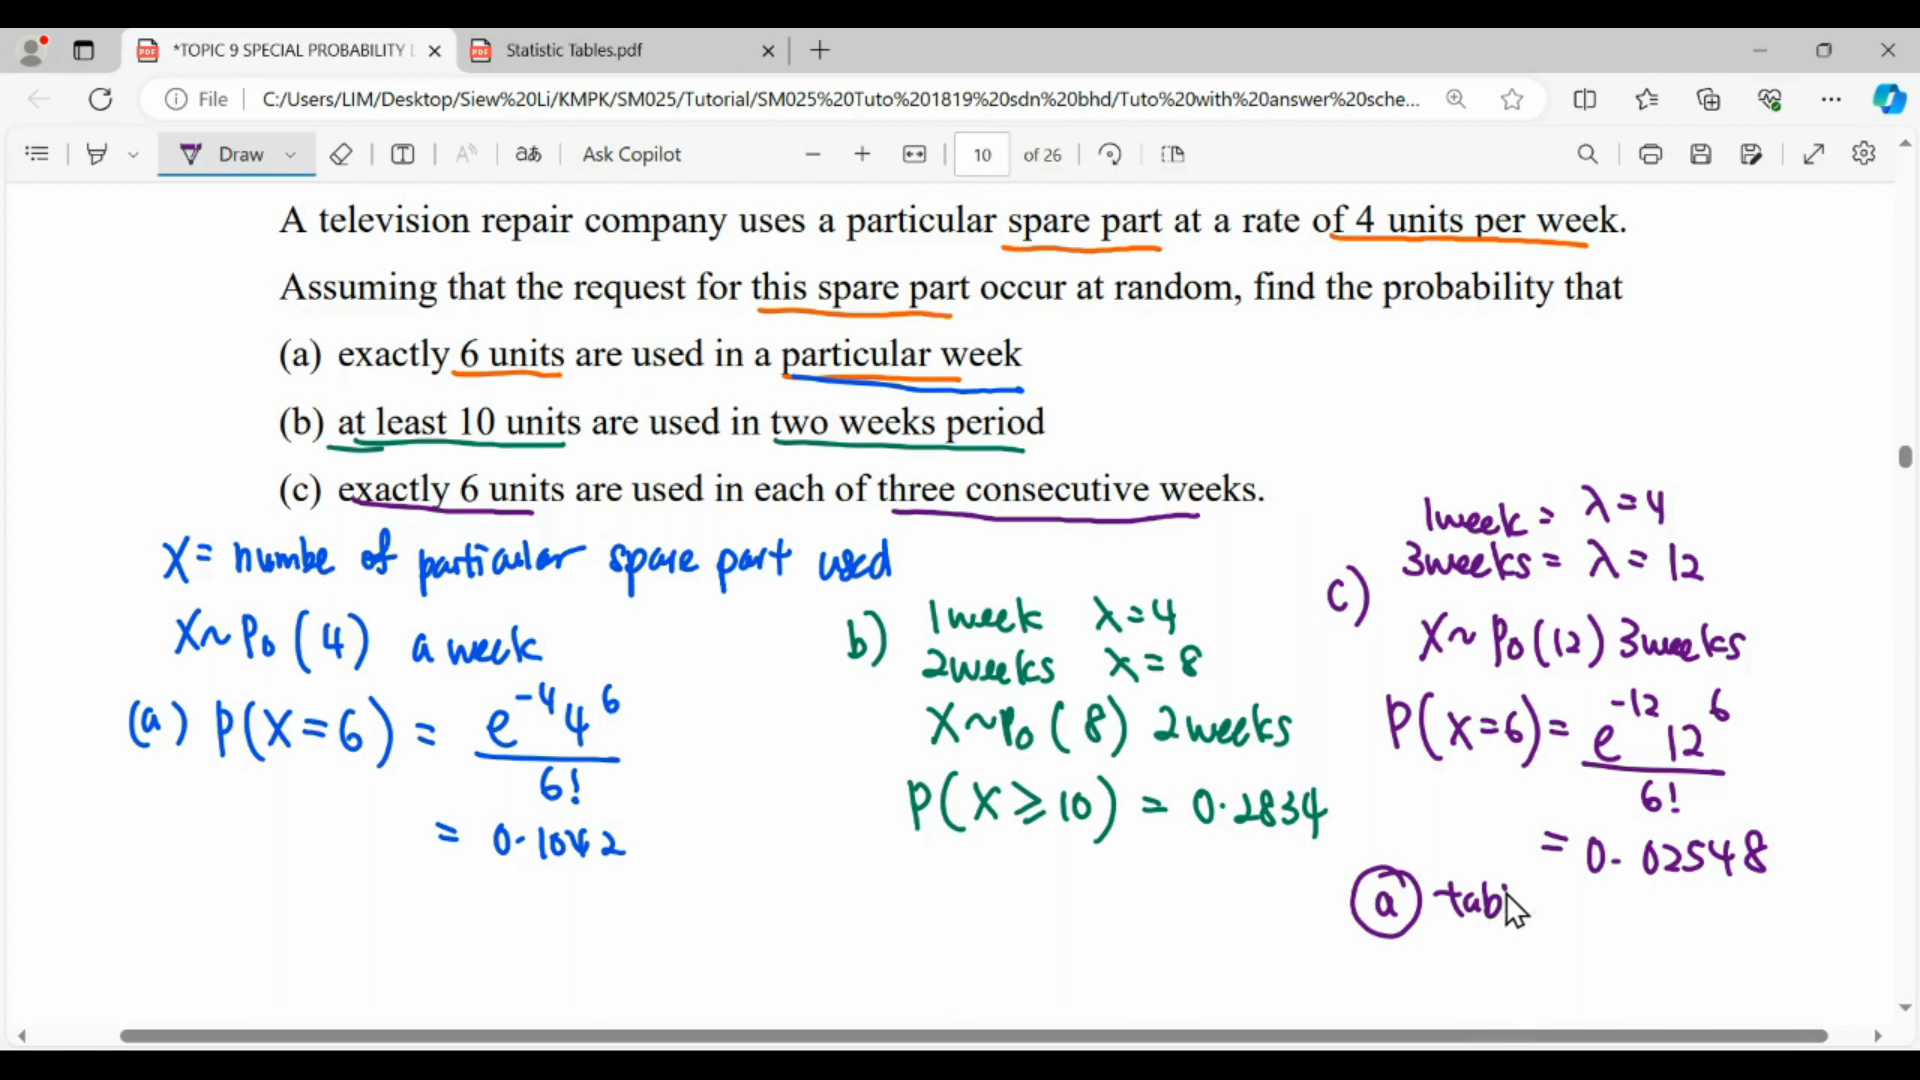 *TOPIC 9 SPECIAL PROBABILITY
Statistic Tables.pdf
File
C:/Users/LIM/Desktop/Siew%20Li/KMPK/SM025/Tutorial/SM025%20Tuto%201819%20sdn%20bhd/Tuto%20with%20answer%20sche...
Draw
Ask Copilot
10 of 26
A television repair company uses a particular spare part at a rate of 4 units per week.
Assuming that the request for this spare part occur at random, find the probability that
(a) exactly 6 units are used in a particular week
(b) at least 10 units are used in two weeks period
(c) exactly 6 units are used in each of three consecutive weeks.
X = numbe of particular spare part used
X ~ Po (4) a week
(a) P(X=6) = e^-4 4^6
6!
= 0.1042
b) 1 week λ=4
2weeks λ=8
X~Po (8) 2weeks
P(X ≥ 10) = 0.2834
c) 1week = λ=4
3weeks = λ = 12
X~ Po (12) 3weeks
P(X=6) = e^-12 12^6
6!
= 0.02548
a tab